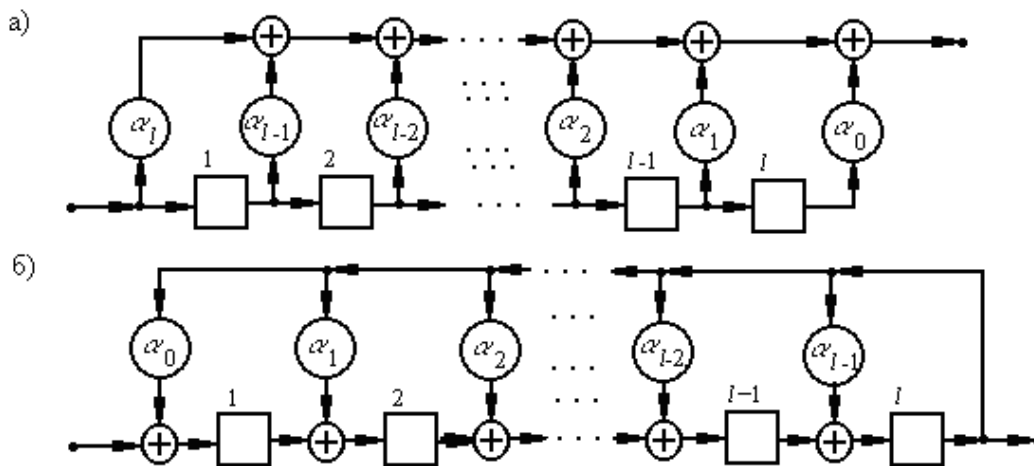 а)
+ + + + +
α_l α_{l-1} α_{l-2} α_2 α_1 α_0
1 2 l-1 l
б)
α_0 α_1 α_2 α_{l-2} α_{l-1}
1 2 l-1 l
+ + + + +